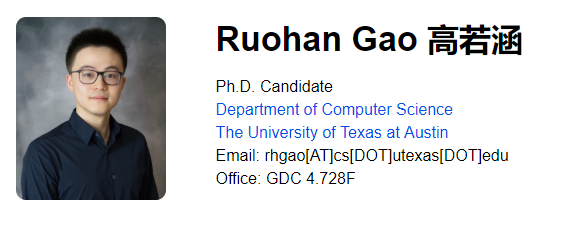 Ruohan Gao 高若涵
Ph.D. Candidate
Department of Computer Science
The University of Texas at Austin
Email: rhgao[AT]cs[DOT]utexas[DOT]edu
Office: GDC 4.728F